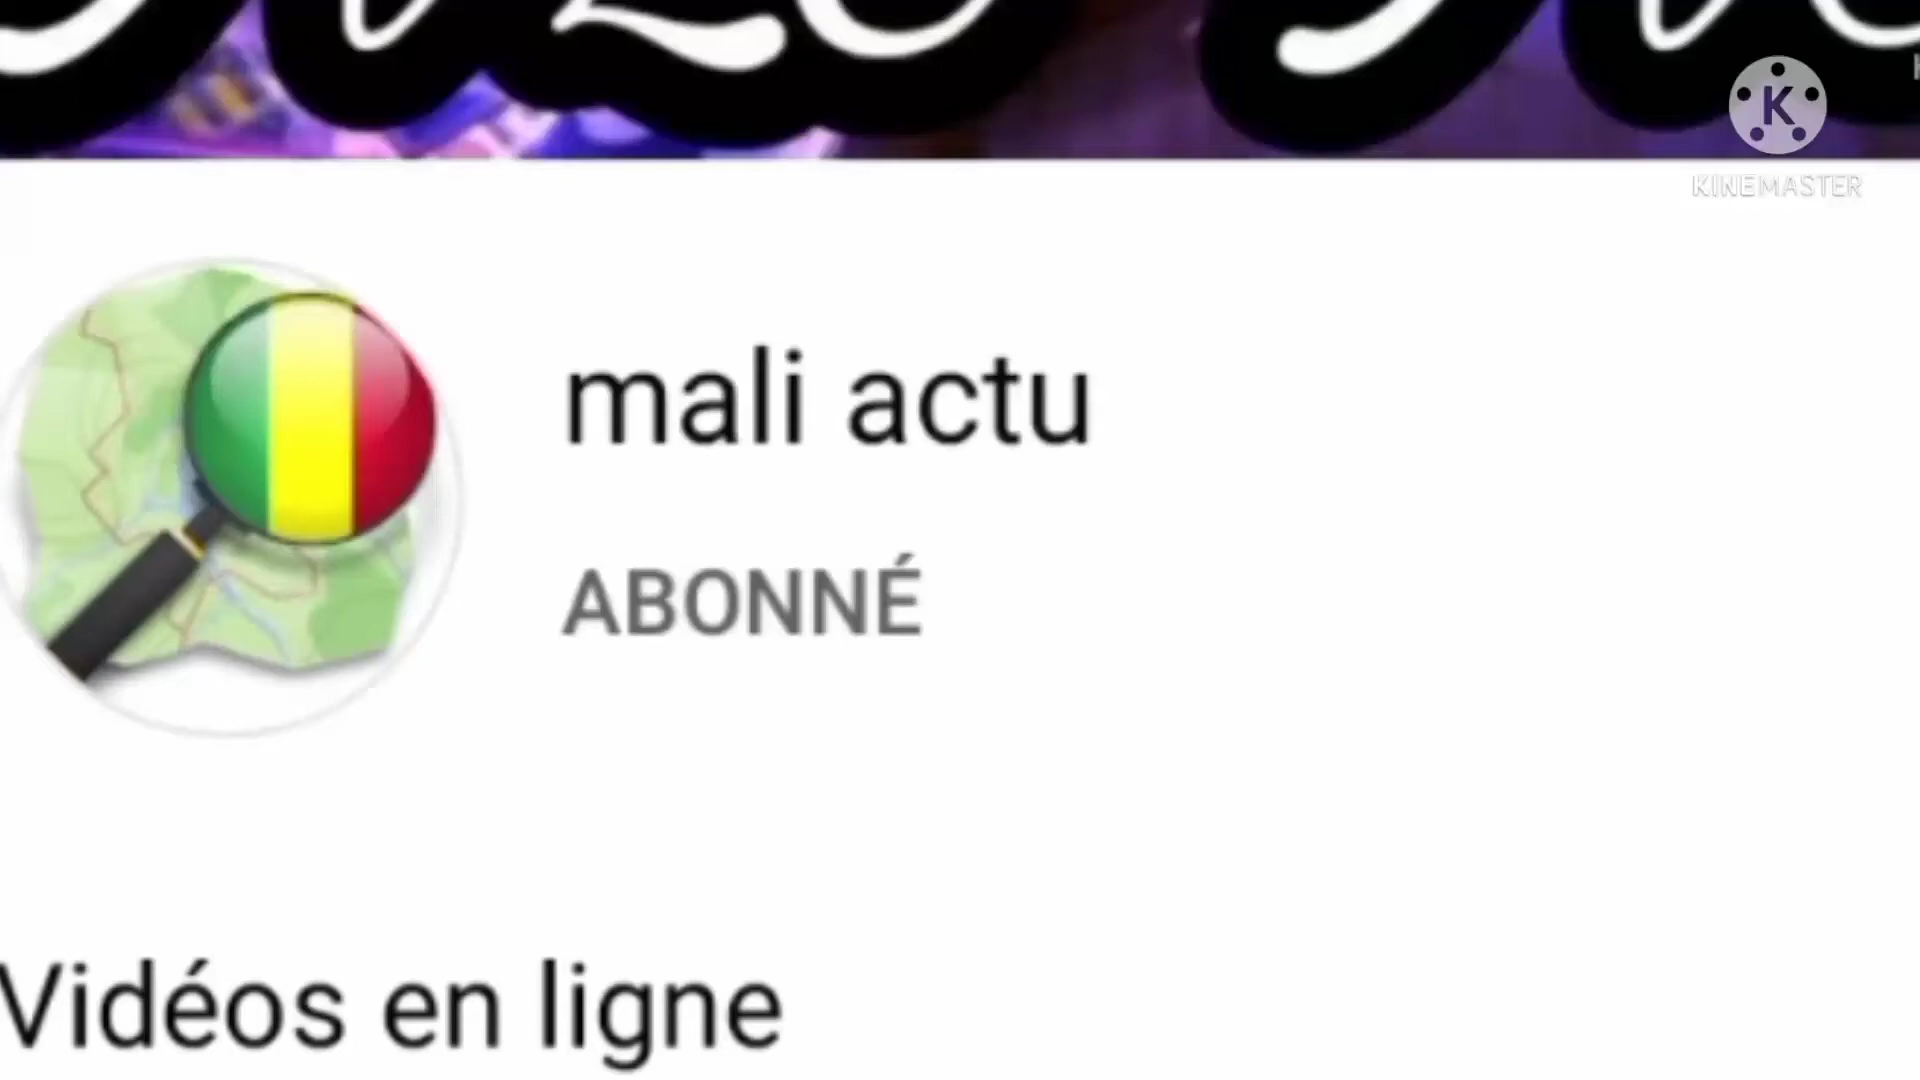 K
KINEMASTER
mali actu
ABONNÉ
Vidéos en ligne